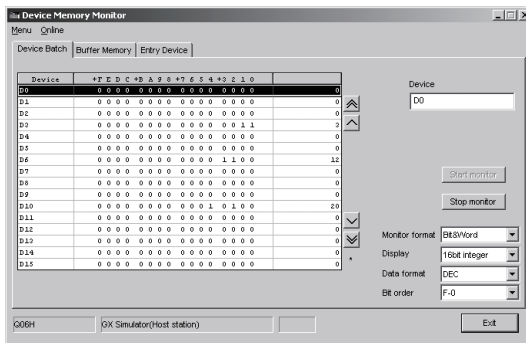 Device Memory Monitor
Menu Online
Device Batch Buffer Memory Entry Device
Device +F E D C +B A 9 8 +7 6 5 4 +3 2 1 0
D0 0 0 0 0 0 0 0 0 0 0 0 0 0 0 0 0 0
D1 0 0 0 0 0 0 0 0 0 0 0 0 0 0 0 0 0
D2 0 0 0 0 0 0 0 0 0 0 0 0 0 0 0 0 0
D3 0 0 0 0 0 0 0 0 0 0 0 0 0 0 1 1 3
D4 0 0 0 0 0 0 0 0 0 0 0 0 0 0 0 0 0
D5 0 0 0 0 0 0 0 0 0 0 0 0 0 0 0 0 0
D6 0 0 0 0 0 0 0 0 0 0 0 0 1 1 0 0 12
D7 0 0 0 0 0 0 0 0 0 0 0 0 0 0 0 0 0
D8 0 0 0 0 0 0 0 0 0 0 0 0 0 0 0 0 0
D9 0 0 0 0 0 0 0 0 0 0 0 0 0 0 0 0 0
D10 0 0 0 0 0 0 0 0 0 0 0 1 0 1 0 0 20
D11 0 0 0 0 0 0 0 0 0 0 0 0 0 0 0 0 0
D12 0 0 0 0 0 0 0 0 0 0 0 0 0 0 0 0 0
D13 0 0 0 0 0 0 0 0 0 0 0 0 0 0 0 0 0
D14 0 0 0 0 0 0 0 0 0 0 0 0 0 0 0 0 0
D15 0 0 0 0 0 0 0 0 0 0 0 0 0 0 0 0 0
*
Device
D0
Start monitor
Stop monitor
Monitor format Bit&Word
Display 16bit integer
Data format DEC
Bit order F-0
Q06H GX Simulator(Host station) Exit